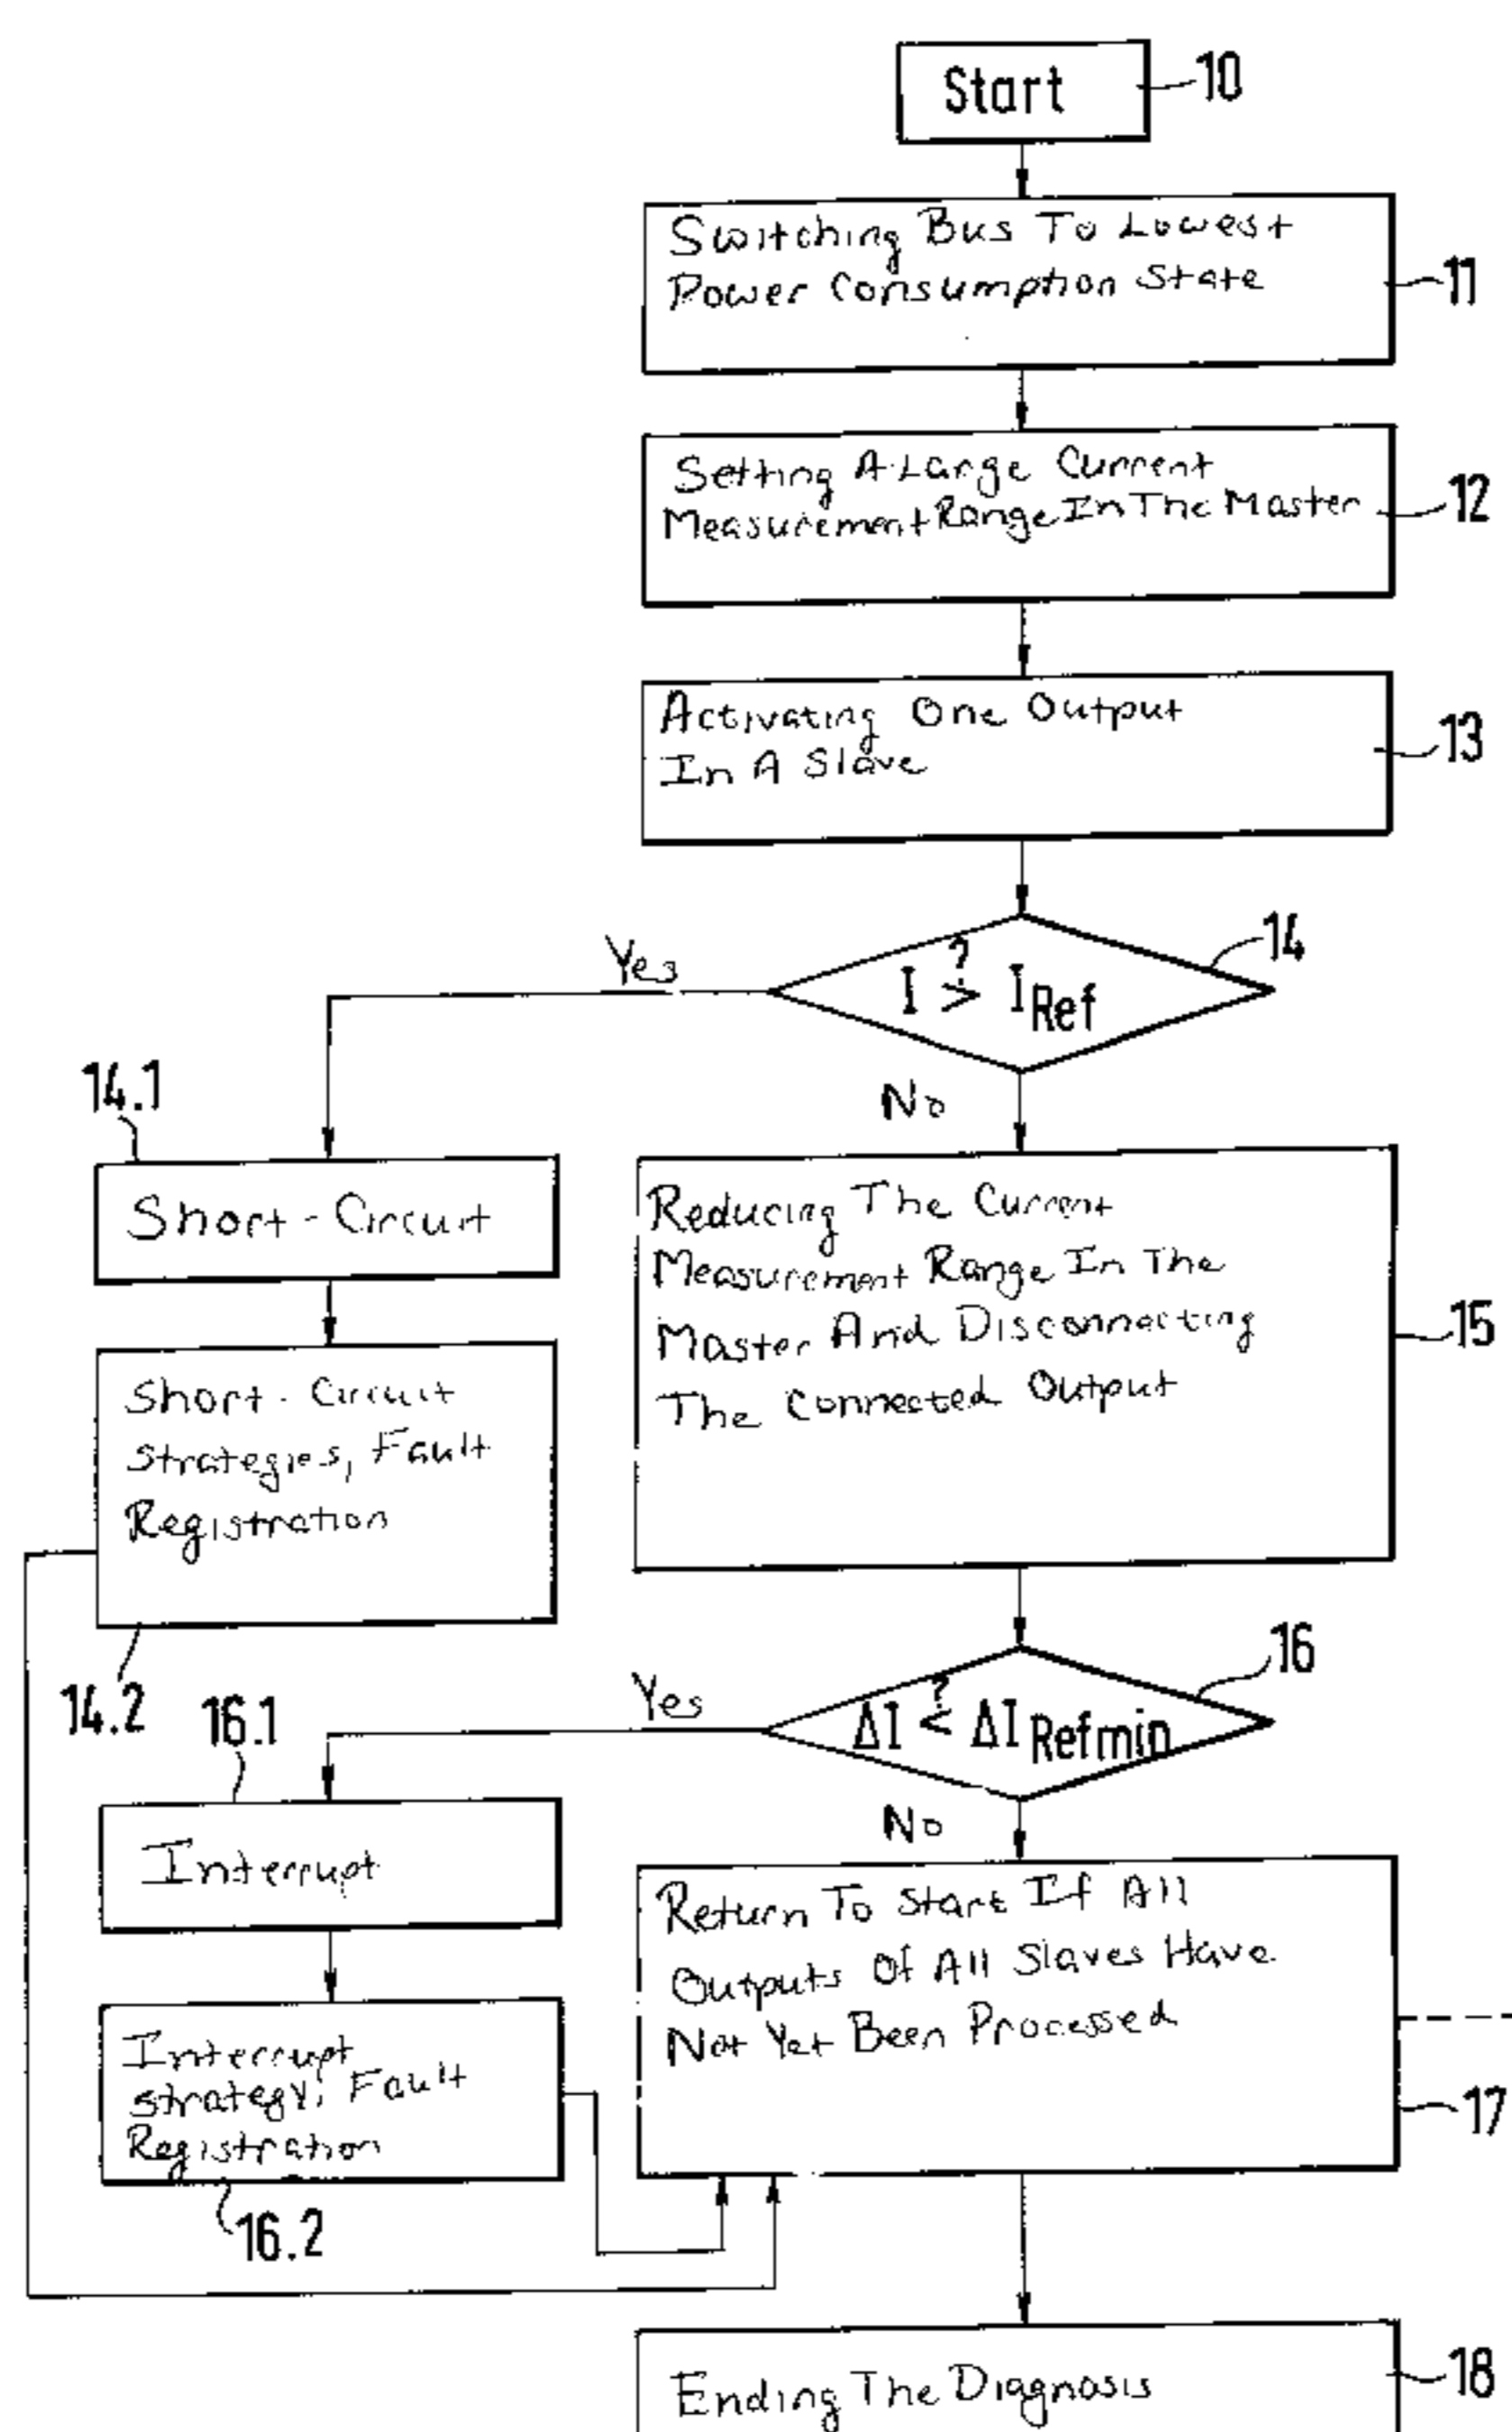 Start
10
Switching Bus To Lowest
Power Consumption State
11
Setting A Large Current
Measurement Range In The Master
12
Activating One Output
In A Slave
13
14
I >? I Ref
Yes
No
14.1
Short-Circuit
Short-Circuit
Strategies, Fault
Registration
14.2
Reducing The Current
Measurement Range In The
Master And Disconnecting
The Connected Output
15
16
ΔI <? ΔI Refmin
Yes
No
16.1
Interrupt
Interrupt
Strategy, Fault
Registration
16.2
Return To Start If All
Outputs Of All Slaves Have
Not Yet Been Processed
17
Ending The Diagnosis
18